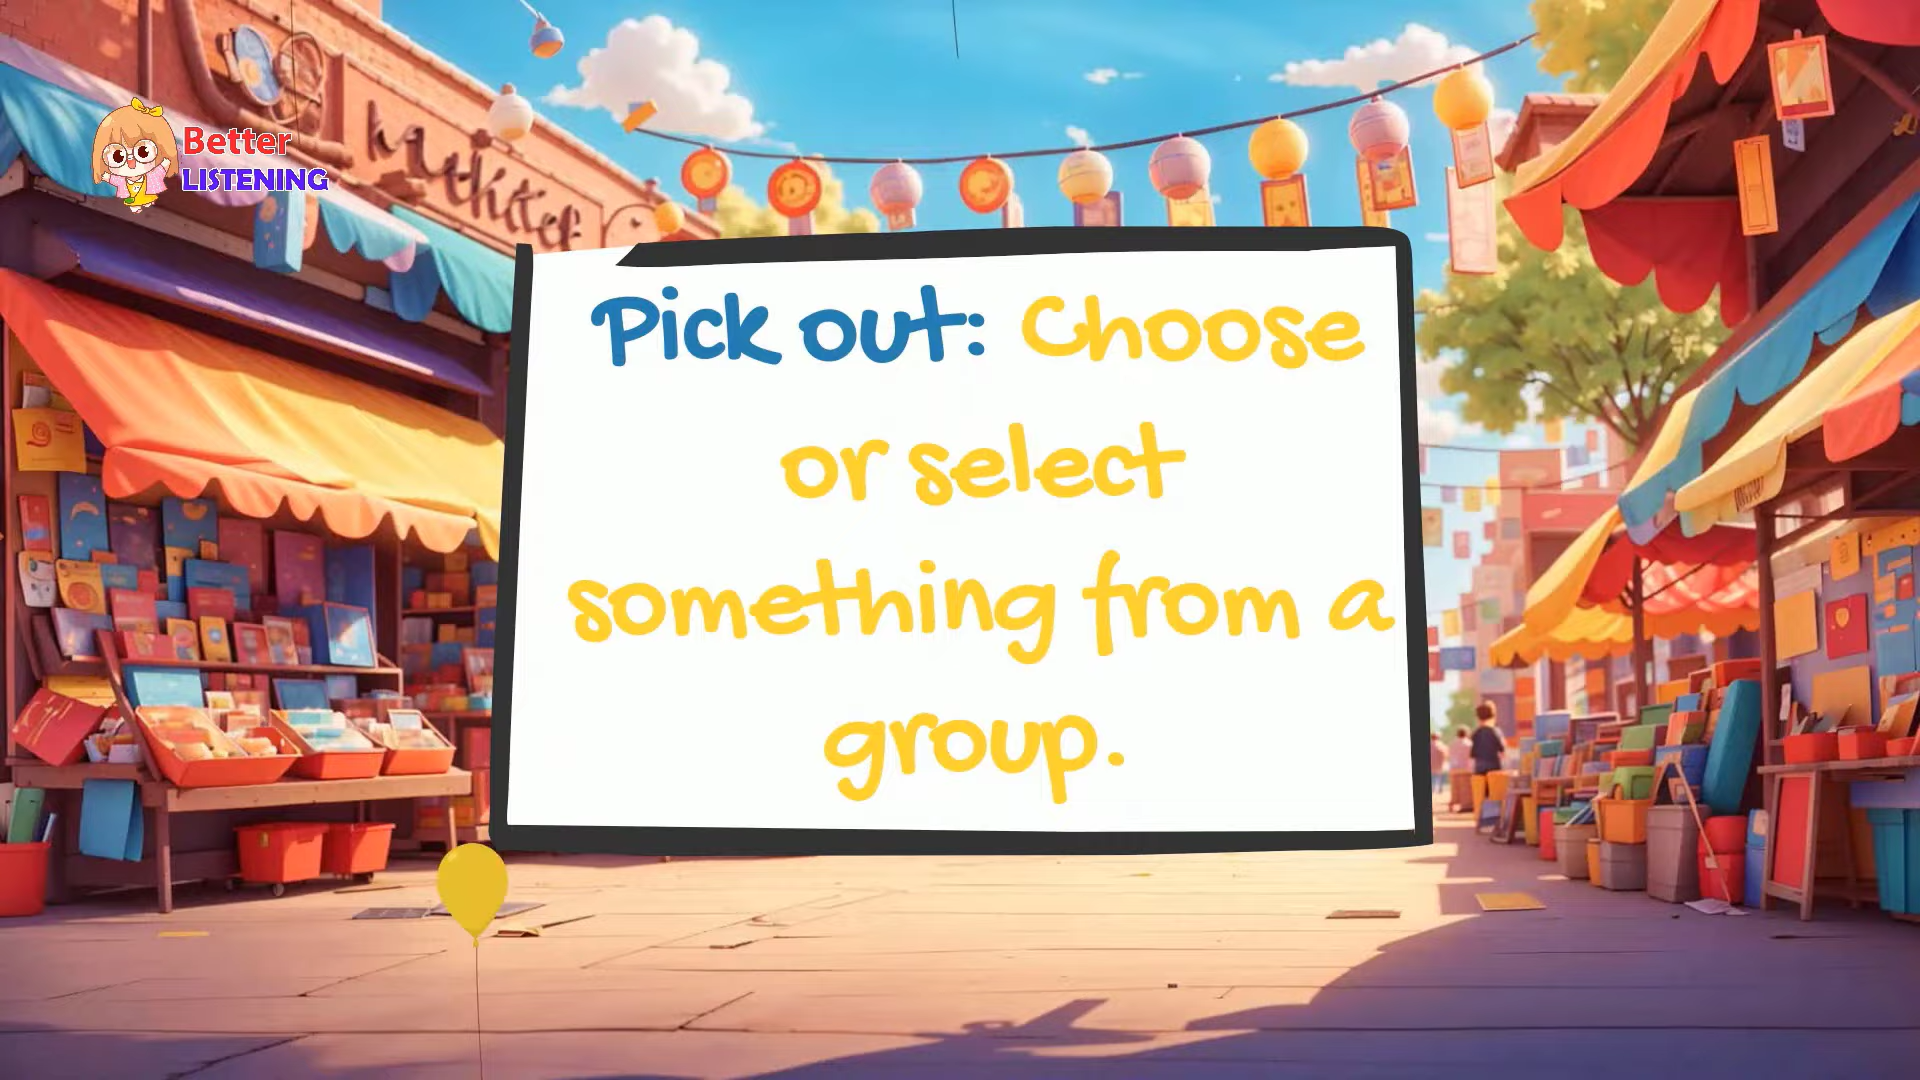 Better
LISTENING
Pick out: Choose
or select
something from a
group.